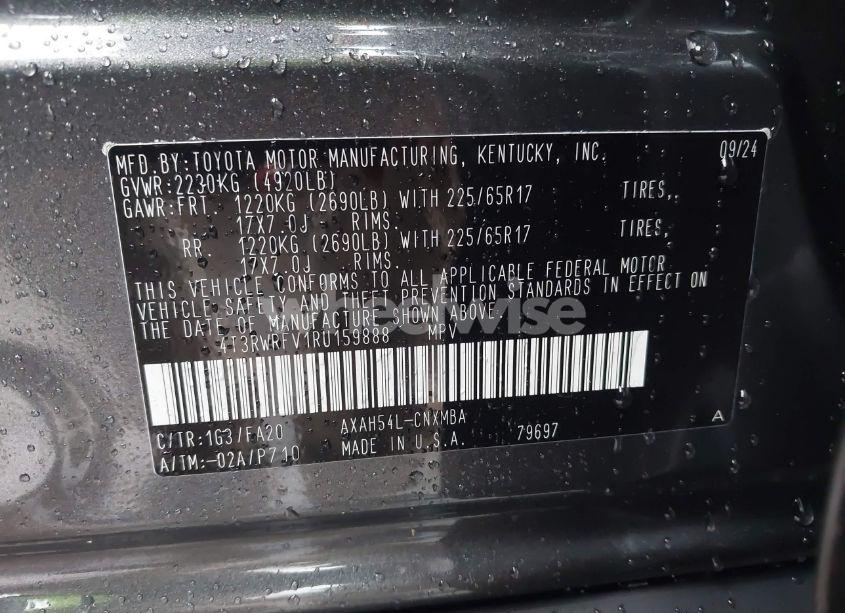 MFD. BY: TOYOTA MOTOR MANUFACTURING, KENTUCKY, INC. 09/24
GVWR: 2230KG (4920LB)
GAWR: FRT. 1220KG (2690LB) WITH 225/65R17 TIRES,
17X7.0J RIMS.
RR. 1220KG (2690LB) WITH 225/65R17 TIRES,
17X7.0J RIMS.
THIS VEHICLE CONFORMS TO ALL APPLICABLE FEDERAL MOTOR
VEHICLE-SAFETY AND THEFT PREVENTION STANDARDS IN EFFECT ON
THE DATE OF MANUFACTURE SHOWN ABOVE.
wheelwise
4T3RWRFV1RU159888 MPV
C/TR: 1G3/FA20 AXAH54L-CNXMBA A
A/TM:-02A/P710 MADE IN U.S.A. 79697